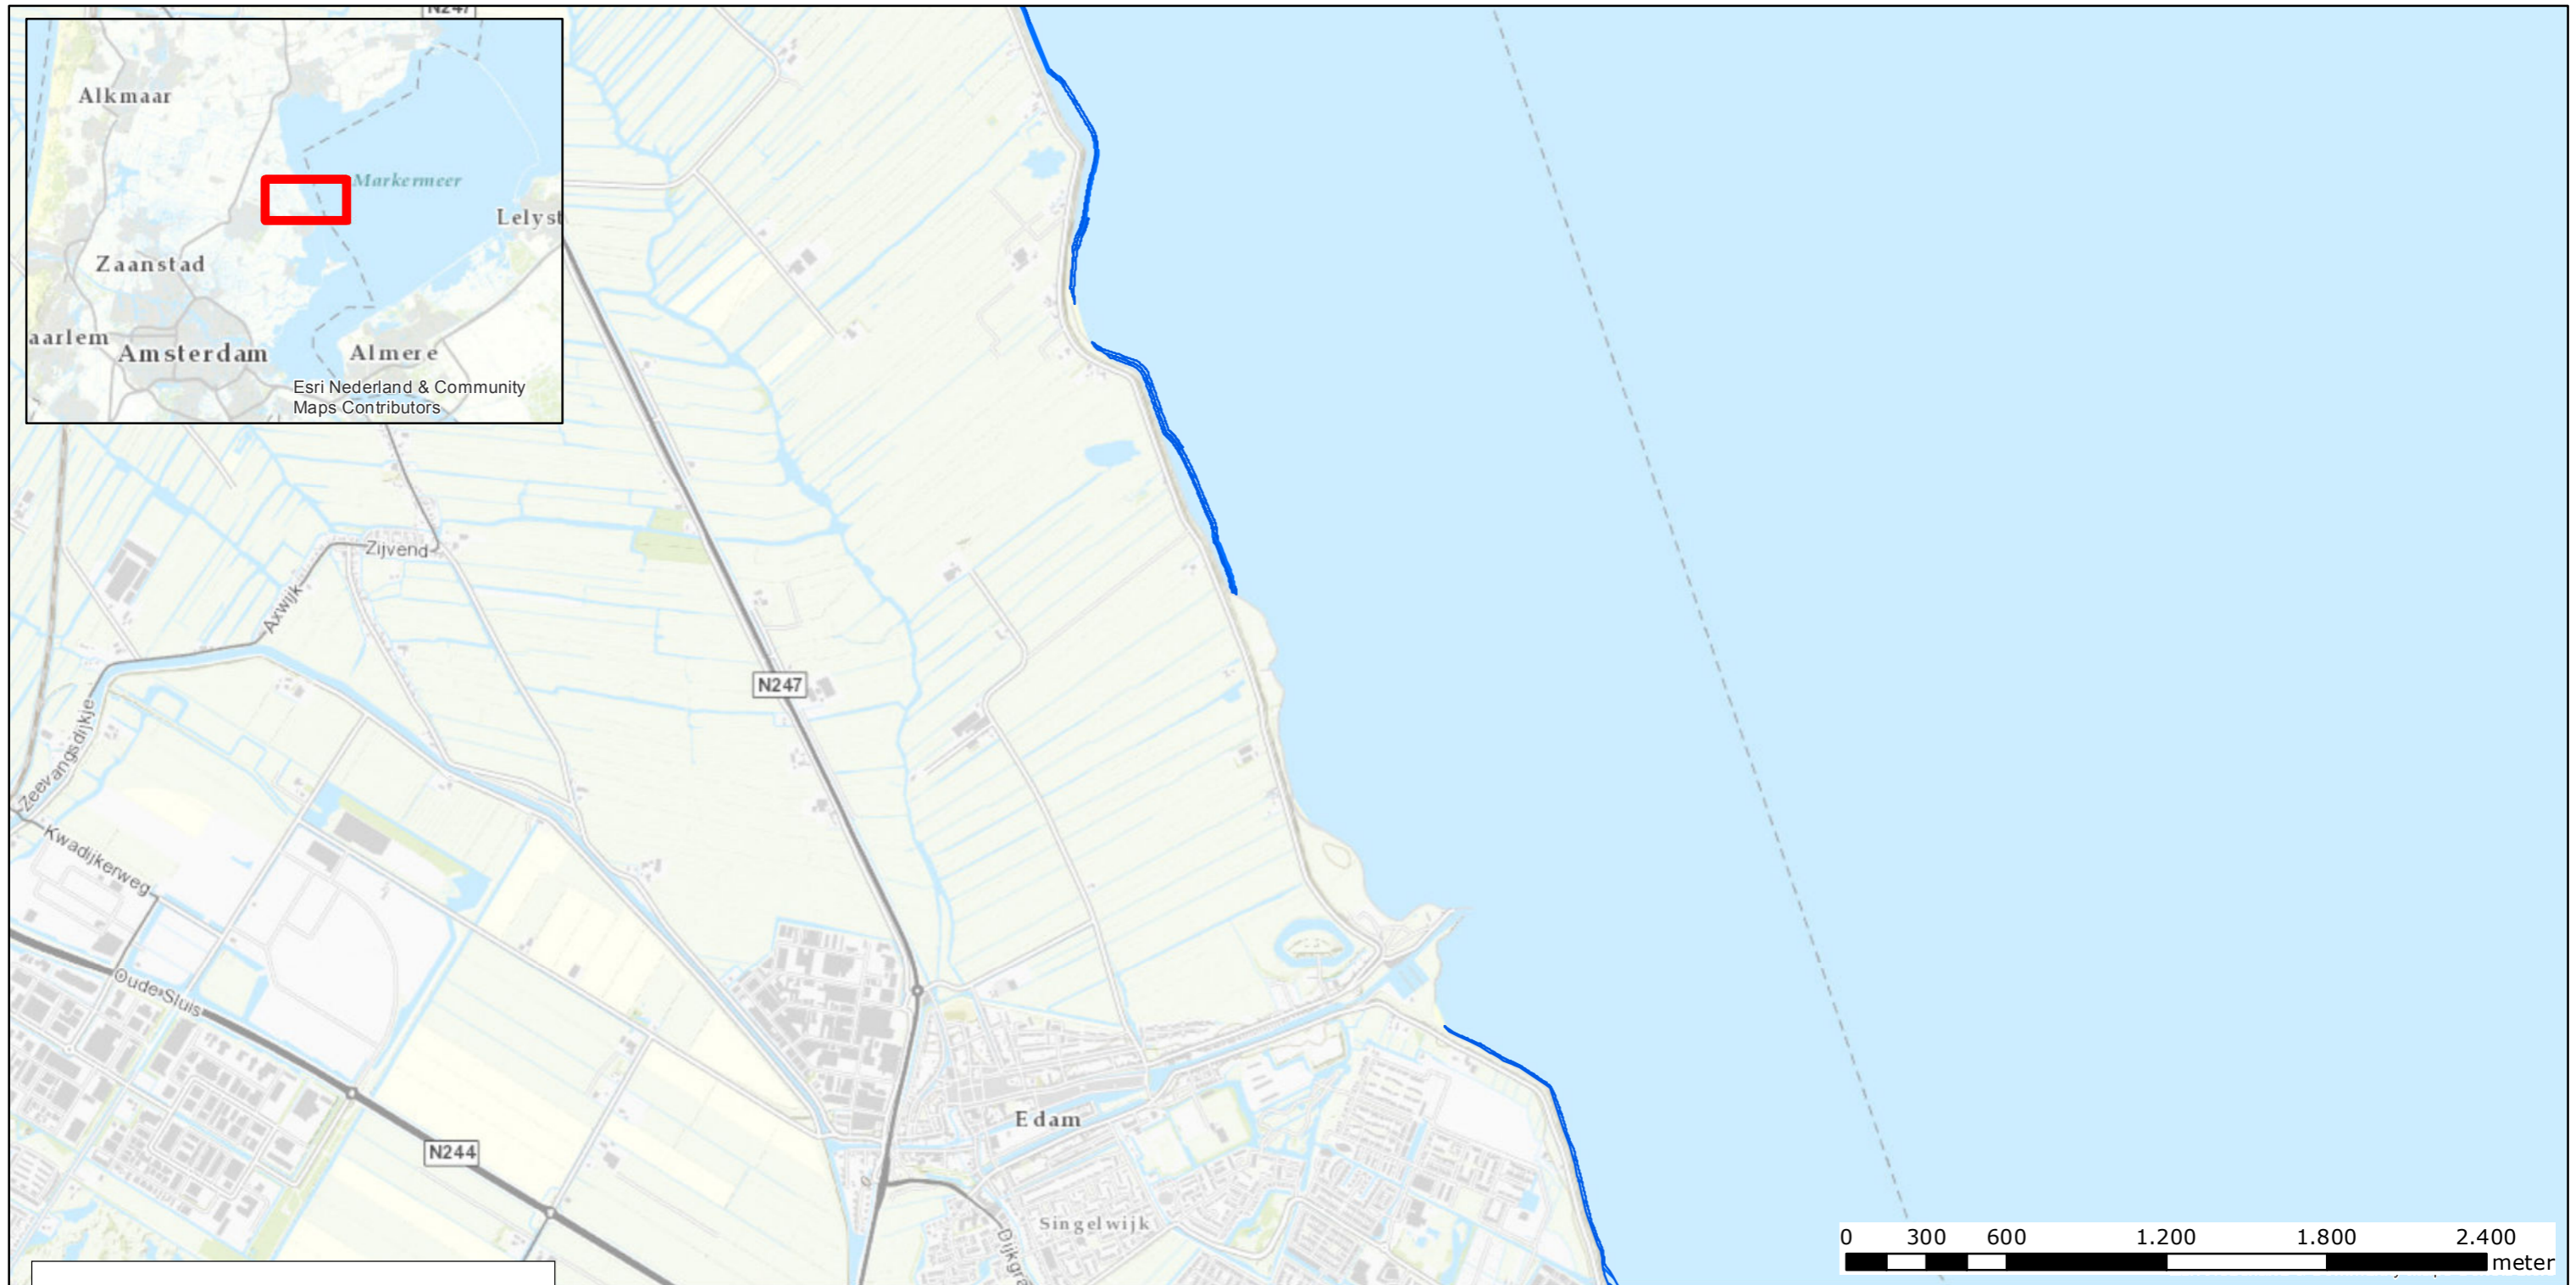 N247
Alkmaar
Markermeer
Lelyst
Zaanstad
aarlem
Amsterdam
Almere
Esri Nederland & Community
Maps Contributors
Zijvend
Axwijk
N247
Zeevangsdijkje
Kwadijkerweg
Oude Sluis
Edam
N244
Singelwijk
Dijkgra
0 300 600 1.200 1.800 2.400
meter